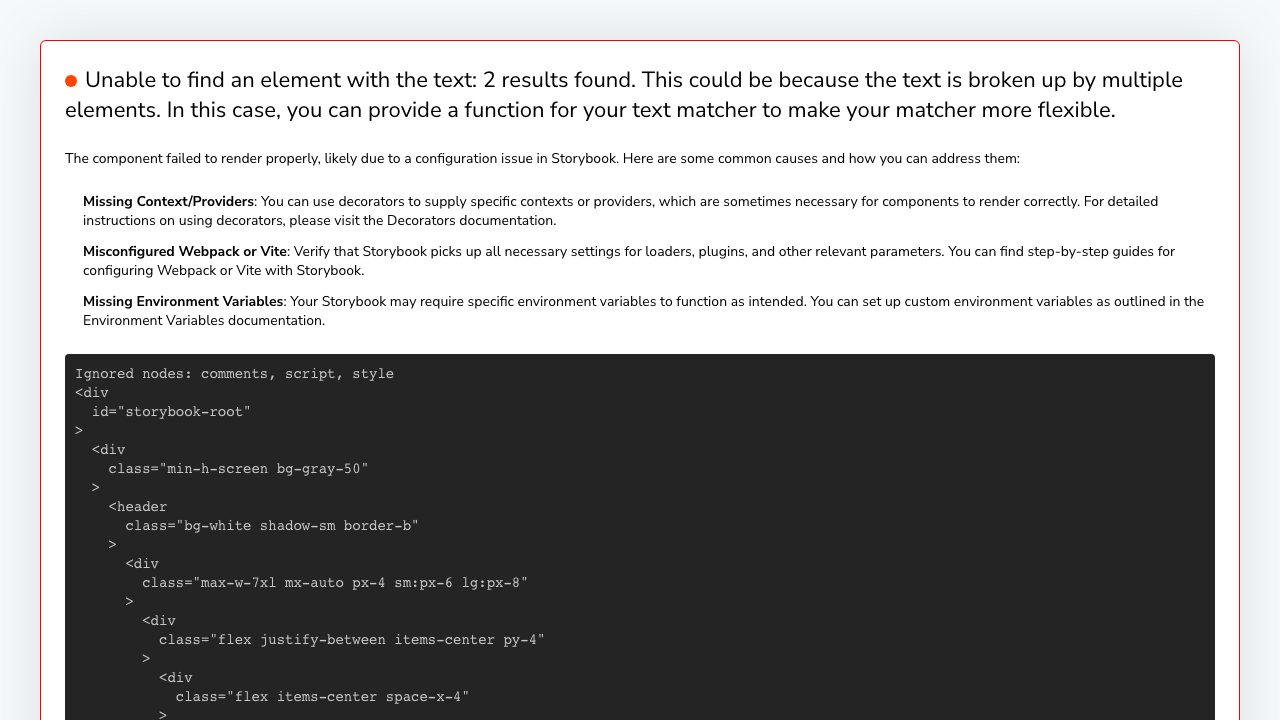 Unable to find an element with the text: 2 results found. This could be because the text is broken up by multiple
elements. In this case, you can provide a function for your text matcher to make your matcher more flexible.
The component failed to render properly, likely due to a configuration issue in Storybook. Here are some common causes and how you can address them:
Missing Context/Providers: You can use decorators to supply specific contexts or providers, which are sometimes necessary for components to render correctly. For detailed
instructions on using decorators, please visit the Decorators documentation.
Misconfigured Webpack or Vite: Verify that Storybook picks up all necessary settings for loaders, plugins, and other relevant parameters. You can find step-by-step guides for
configuring Webpack or Vite with Storybook.
Missing Environment Variables: Your Storybook may require specific environment variables to function as intended. You can set up custom environment variables as outlined in the
Environment Variables documentation.
Ignored nodes: comments, script, style
<div
  id="storybook-root"
>
  <div
    class="min-h-screen bg-gray-50"
  >
    <header
      class="bg-white shadow-sm border-b"
    >
      <div
        class="max-w-7xl mx-auto px-4 sm:px-6 lg:px-8"
      >
        <div
          class="flex justify-between items-center py-4"
        >
          <div
            class="flex items-center space-x-4"
          >